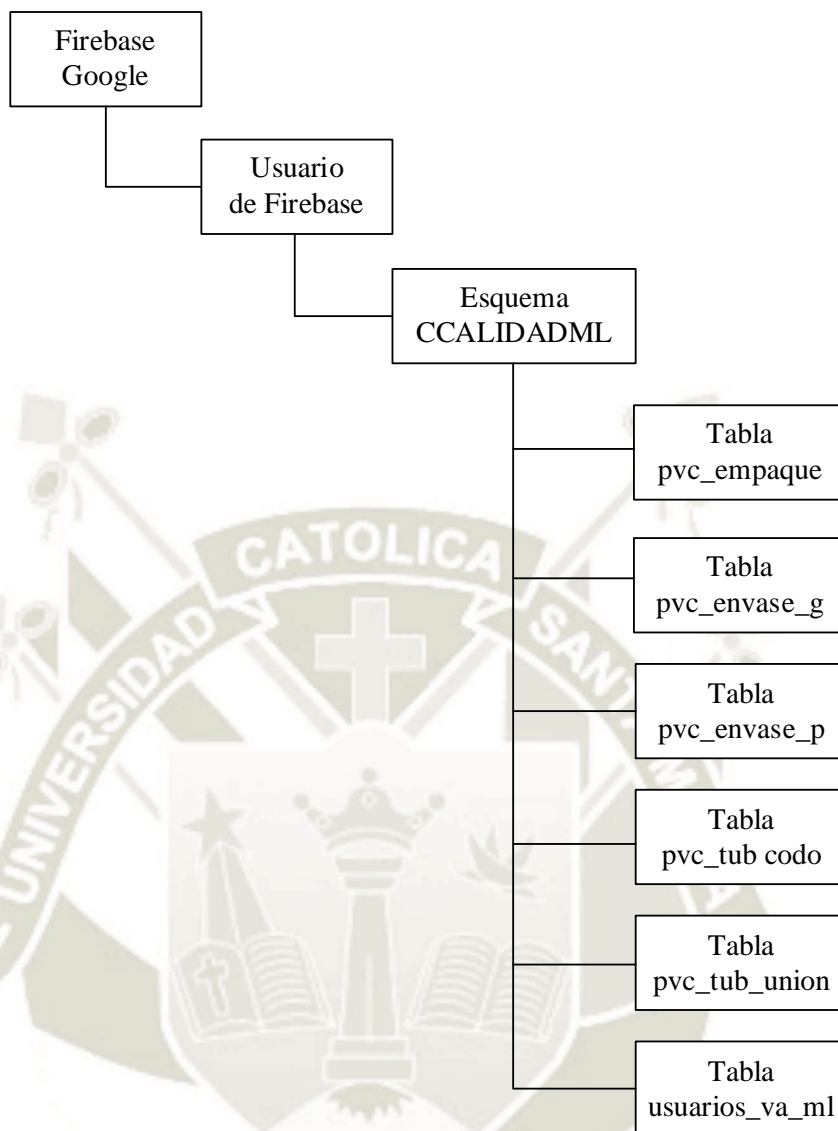 Firebase
Google
Usuario
de Firebase
Esquema
CCALIDADML
Tabla
pvc_empaque
Tabla
pvc_envase_g
Tabla
pvc_envase_p
Tabla
pvc_tub codo
Tabla
pvc_tub_union
Tabla
usuarios_va_ml
UNIVERSIDAD CATOLICA